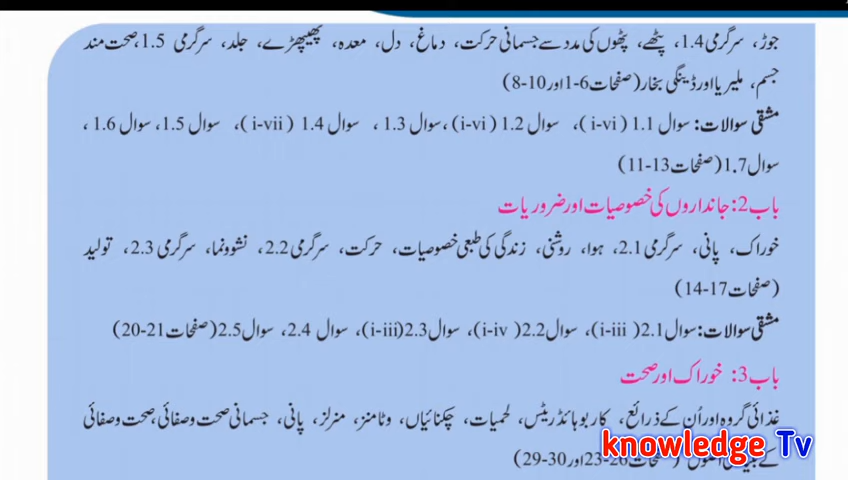 جوڑ، سرگرمی 1.4، پٹھے، پٹھوں کی مدد سے جسمانی حرکت، دماغ، دل، معدہ، پھیپھڑے، جلد، سرگرمی 1.5، صحت مند
جسم، ملیریا اور ڈینگی بخار (صفحات 6-1 اور 10-8)
مشقی سوالات: سوال 1.1 (i-vi)، سوال 1.2 (i-vi)، سوال 1.3، سوال 1.4 (i-vii)، سوال 1.5، سوال 1.6،
سوال 1.7 (صفحات 13-11)
باب 2: جانداروں کی خصوصیات اور ضروریات
خوراک، پانی، سرگرمی 2.1، ہوا، روشنی، زندگی کی طبعی خصوصیات، حرکت، سرگرمی 2.2، نشوونما، سرگرمی 2.3، تولید
(صفحات 17-14)
مشقی سوالات: سوال 2.1 (i-iii)، سوال 2.2 (i-iv)، سوال 2.3 (i-iii)، سوال 2.4، سوال 2.5 (صفحات 21-20)
باب 3: خوراک اور صحت
غذائی گروہ اور اُن کے ذرائع، کاربوہائڈریٹس، لحمیات، چکنائیاں، وٹامنز، منرلز، پانی، جسمانی صحت و صفائی، صحت و صفائی
کے (صفحات 26-23 اور 30-29)
knowledge Tv